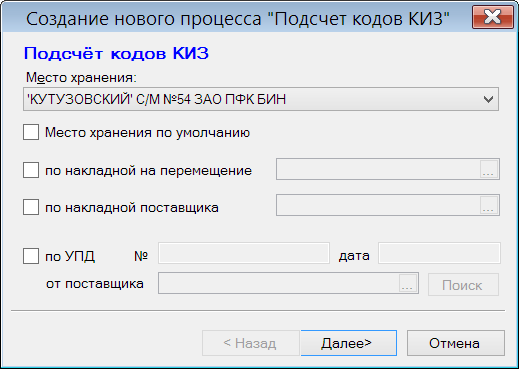 Создание нового процесса "Подсчет кодов КИЗ"
Подсчёт кодов КИЗ
Место хранения:
'КУТУЗОВСКИЙ' С/М №54 ЗАО ПФК БИН
Место хранения по умолчанию
по накладной на перемещение ...
по накладной поставщика ...
по УПД № дата
от поставщика ... Поиск
< Назад Далее> Отмена